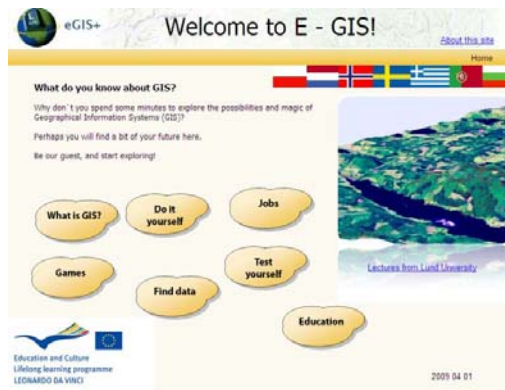 eGIS+
Welcome to E - GIS!
About this site
Home
What do you know about GIS?
Why don`t you spend some minutes to explore the possibilities and magic of
Geographical Information Systems (GIS)?
Perhaps you will find a bit of your future here.
Be our guest, and start exploring!
What is GIS?
Do it
yourself
Jobs
Games
Find data
Test
yourself
Lectures from Lund University
Education
Education and Culture
Lifelong learning programme
LEONARDO DA VINCI
2009 04 01